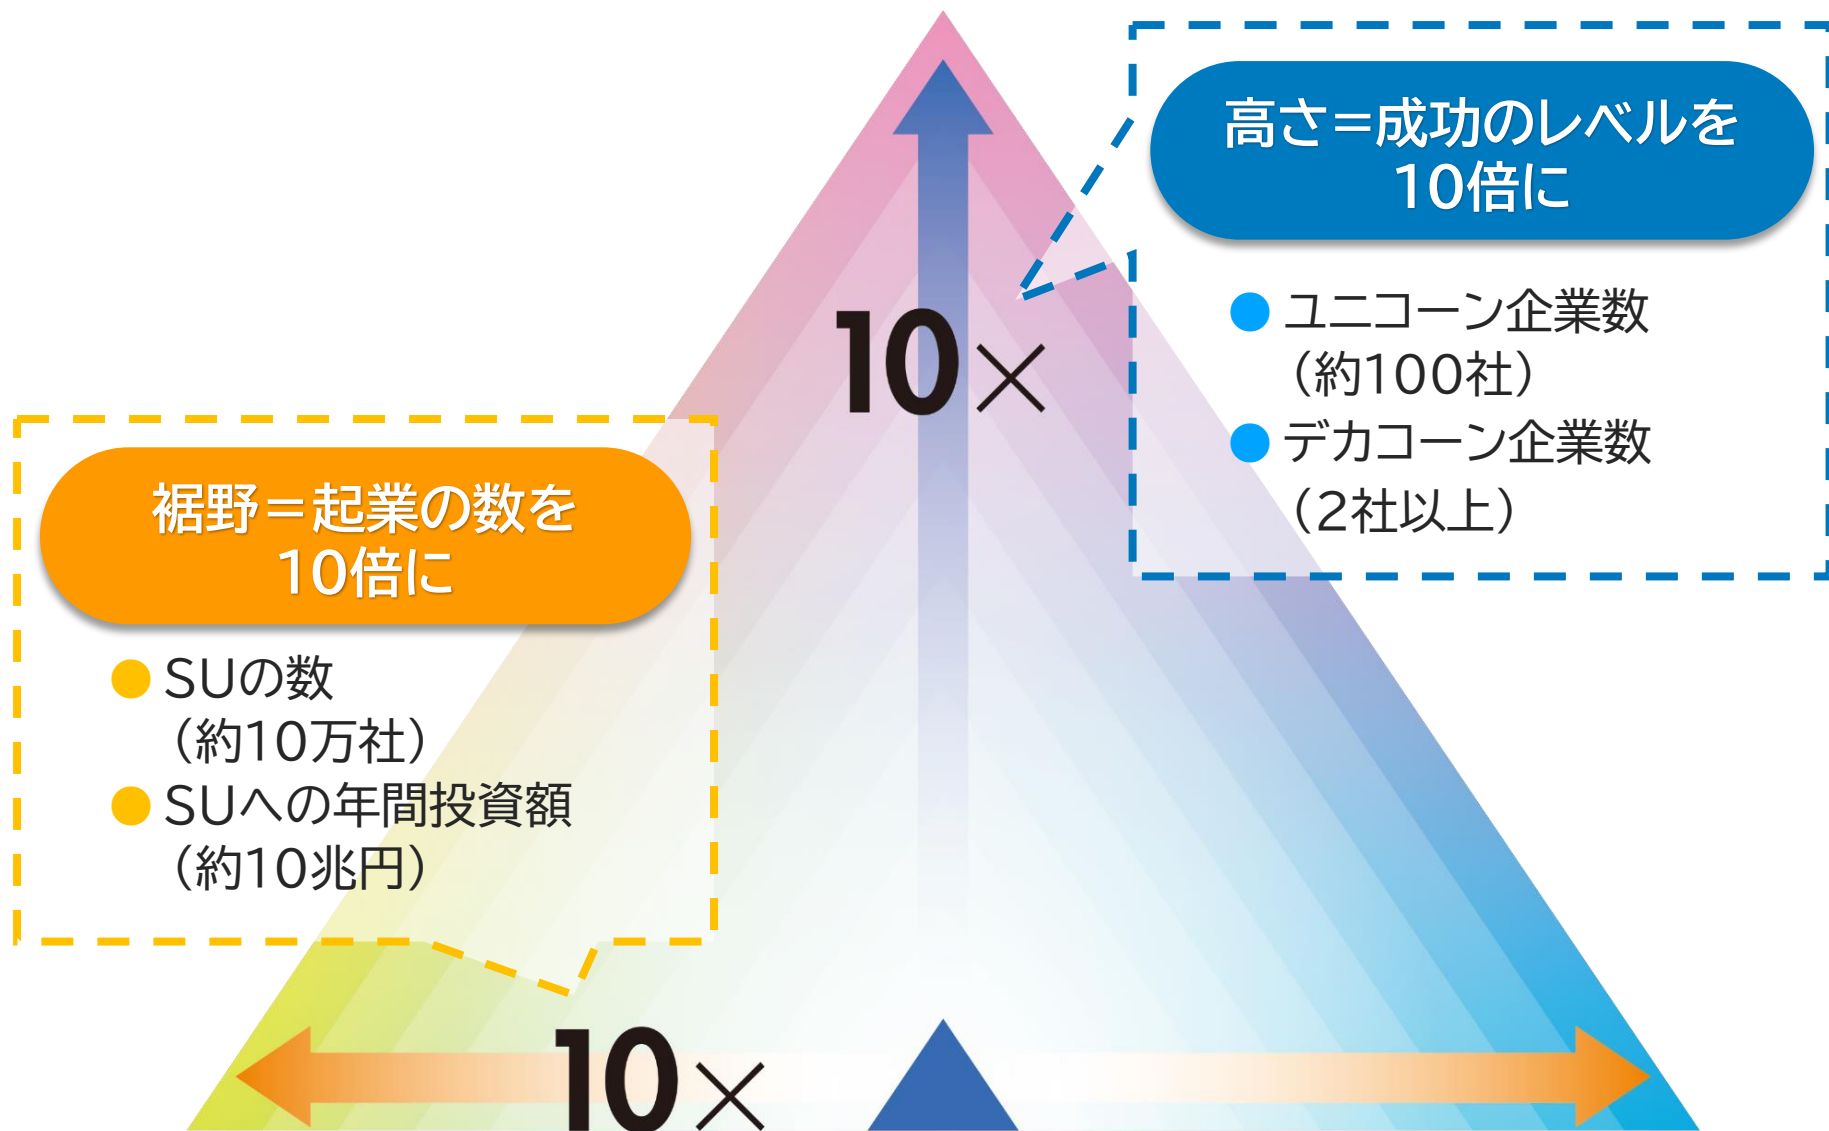 高さ＝成功のレベルを
10倍に
●ユニコーン企業数
（約100社）
●デカコーン企業数
（2社以上）
10×
裾野＝起業の数を
10倍に
●SUの数
（約10万社）
●SUへの年間投資額
（約10兆円）
10×